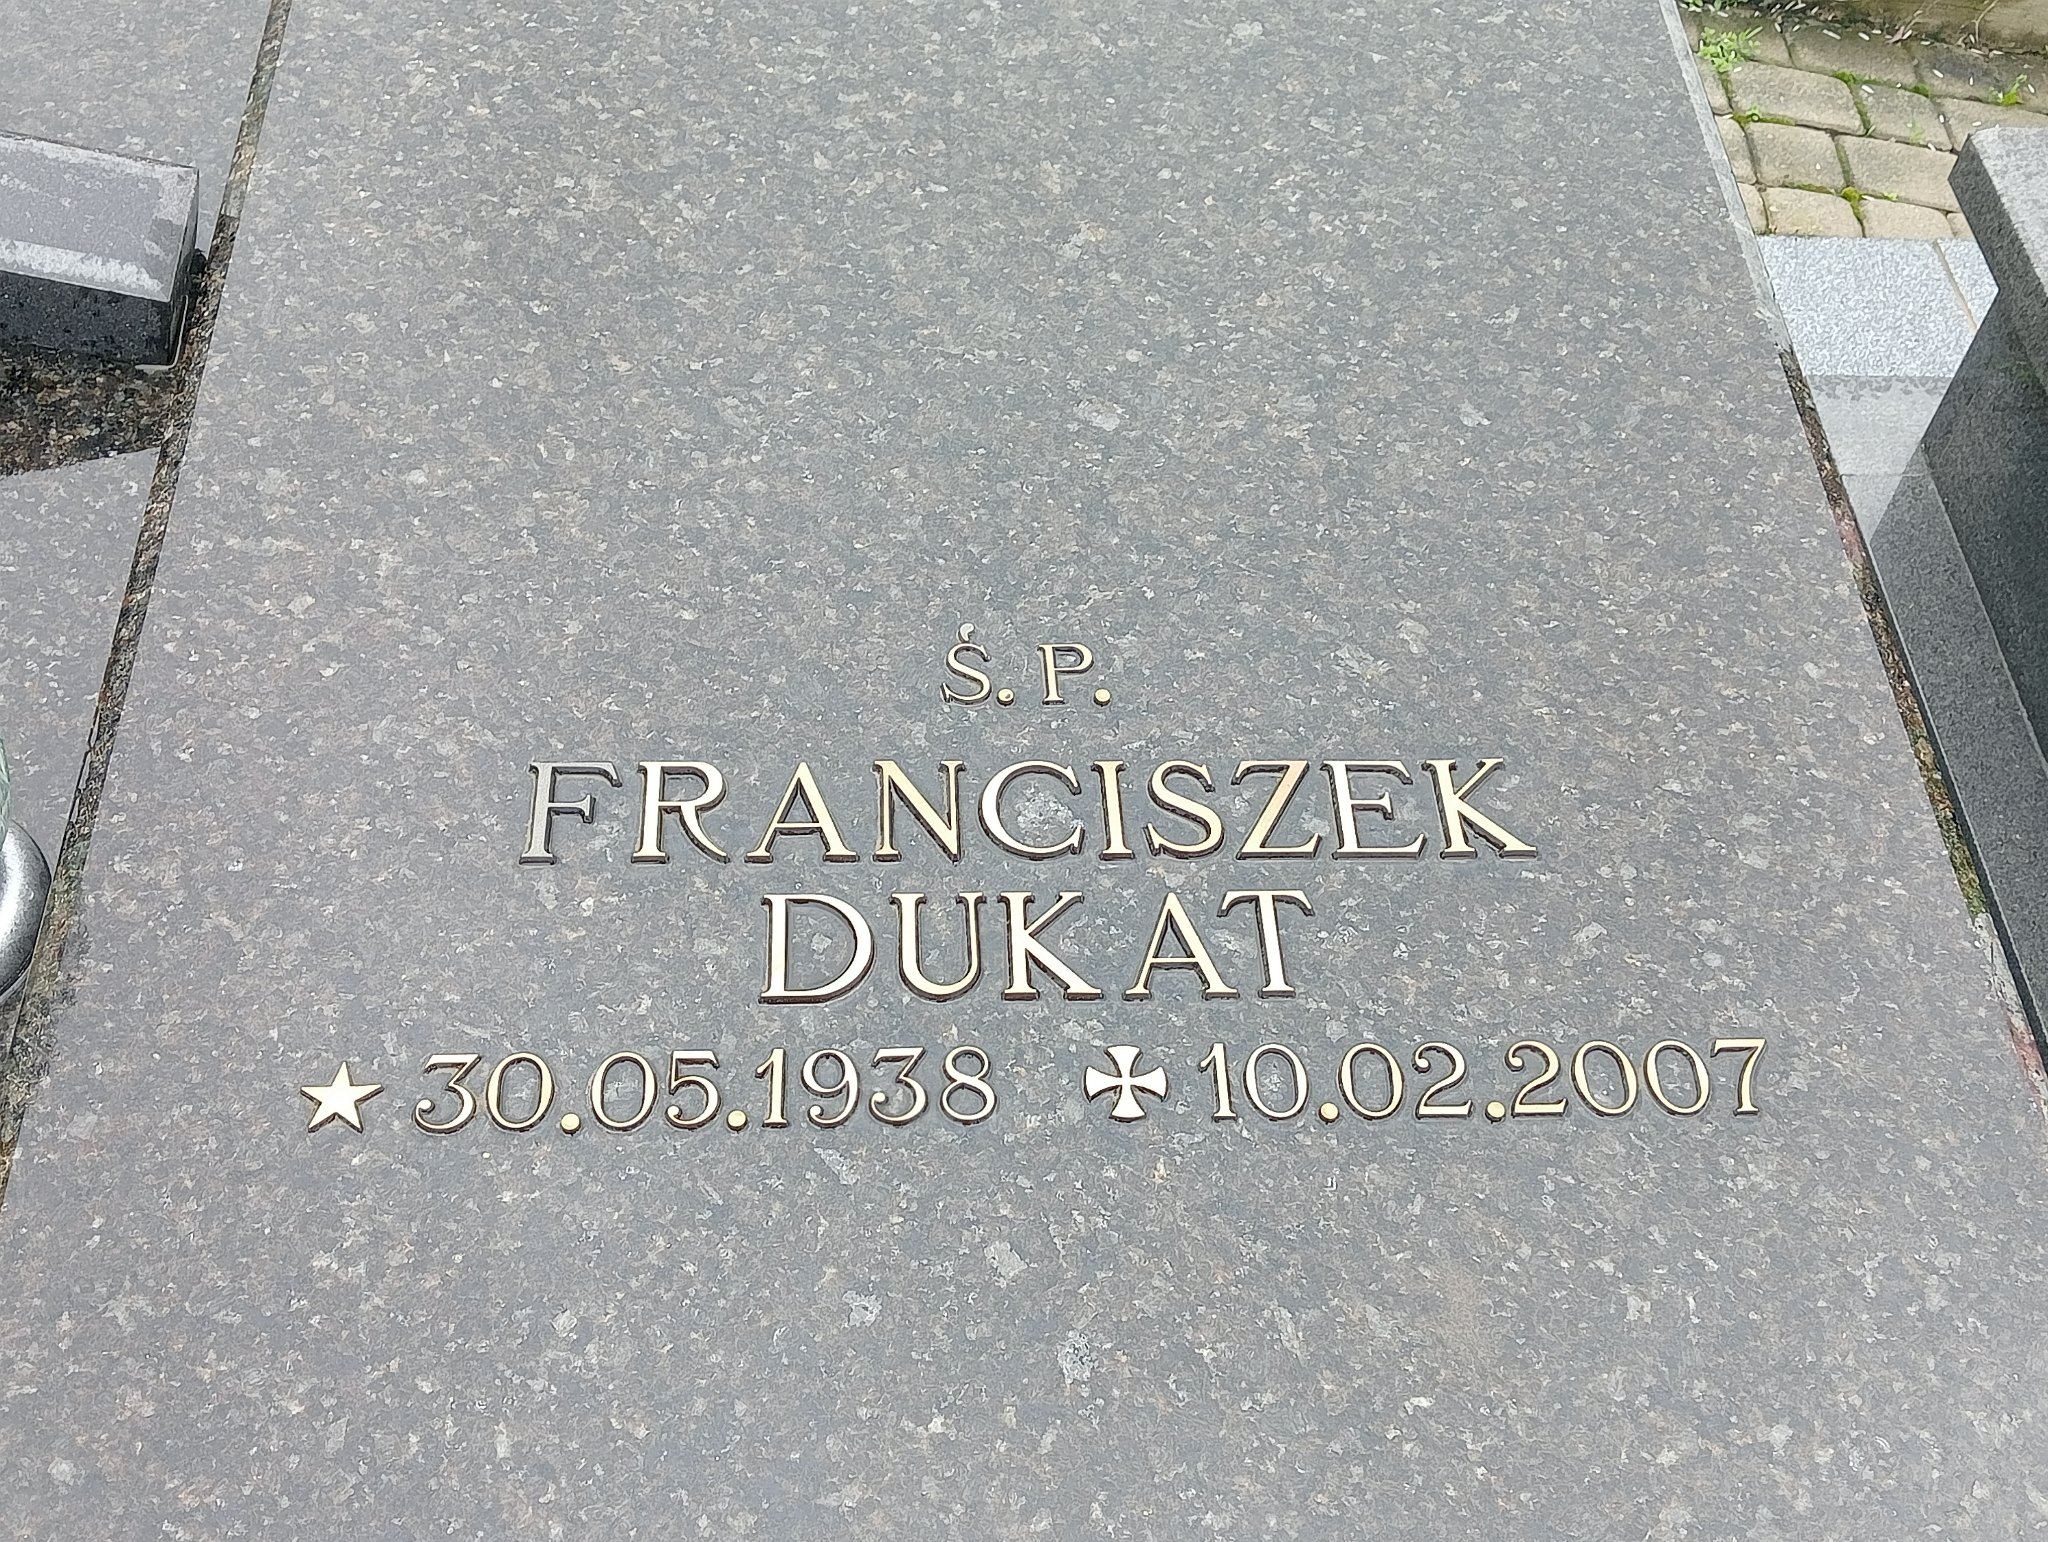 Ś. P.
FRANCISZEK
DUKAT
★ 30.05.1938 ✠ 10.02.2007